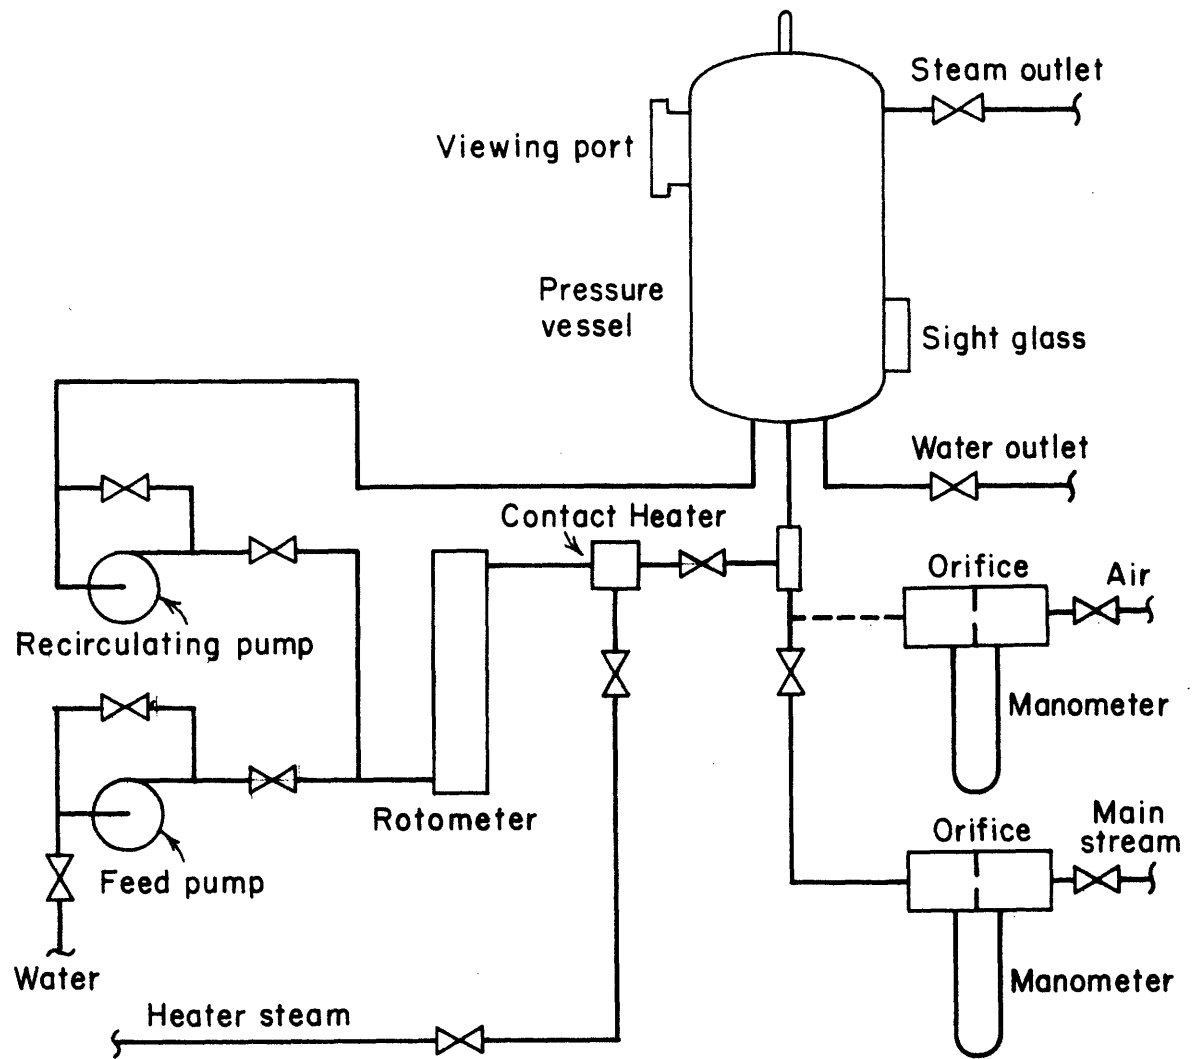 Steam outlet
Viewing port
Pressure
vessel
Sight glass
Water outlet
Contact Heater
Orifice
Air
Recirculating pump
Manometer
Rotometer
Main
stream
Orifice
Feed pump
Water
Manometer
Heater steam